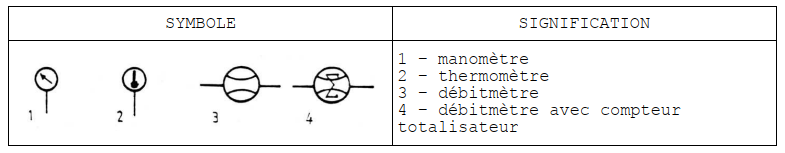 SYMBOLE
SIGNIFICATION
1
2
3
Σ
4
1 - manomètre
2 - thermomètre
3 - débitmètre
4 - débitmètre avec compteur
totalisateur